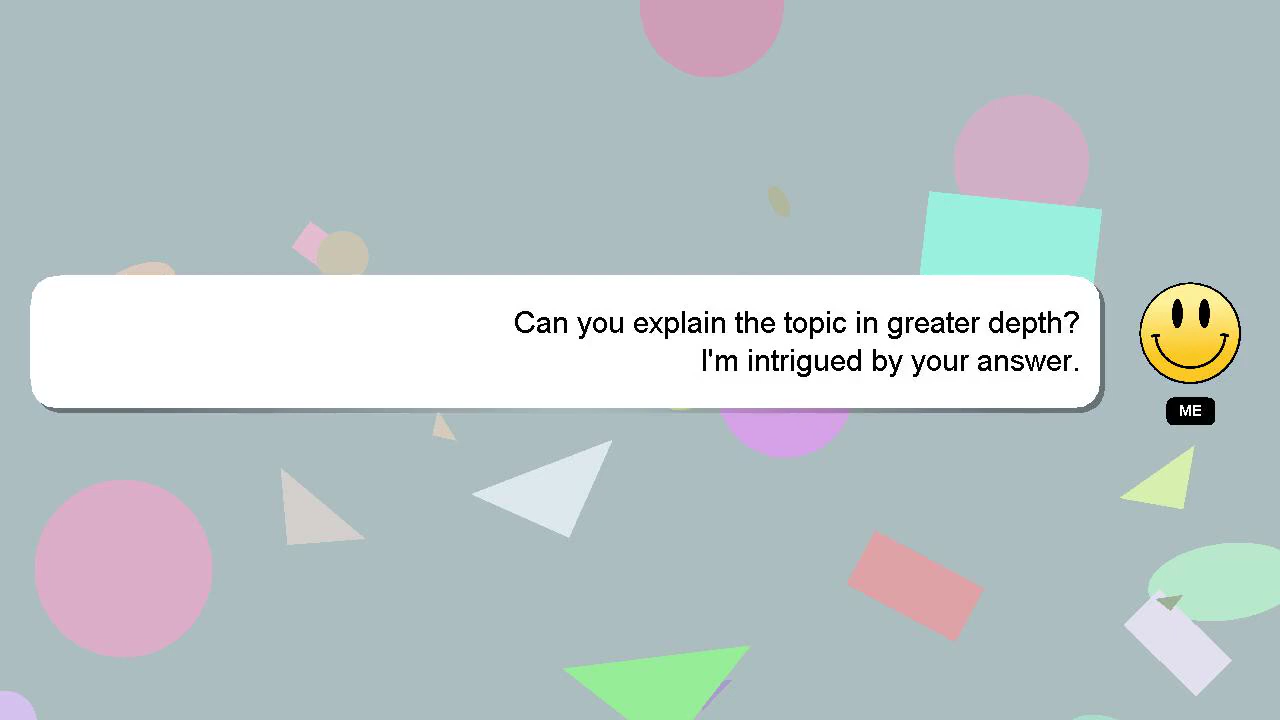 Can you explain the topic in greater depth?
I'm intrigued by your answer.
ME